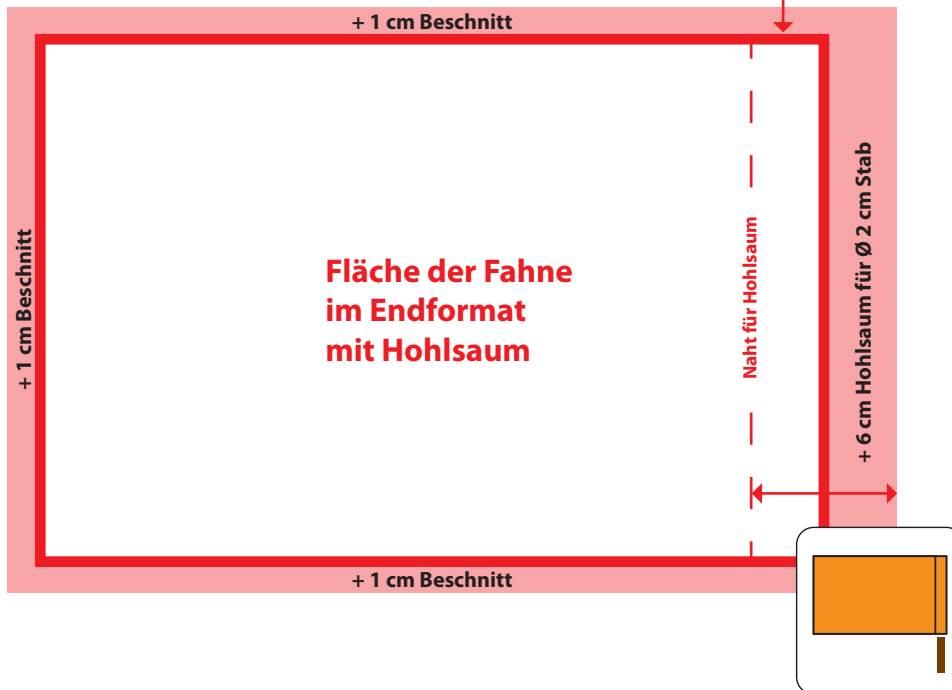 + 1 cm Beschnitt
+ 1 cm Beschnitt
Fläche der Fahne
im Endformat
mit Hohlsaum
Naht für Hohlsaum
+ 6 cm Hohlsaum für Ø 2 cm Stab
+ 1 cm Beschnitt